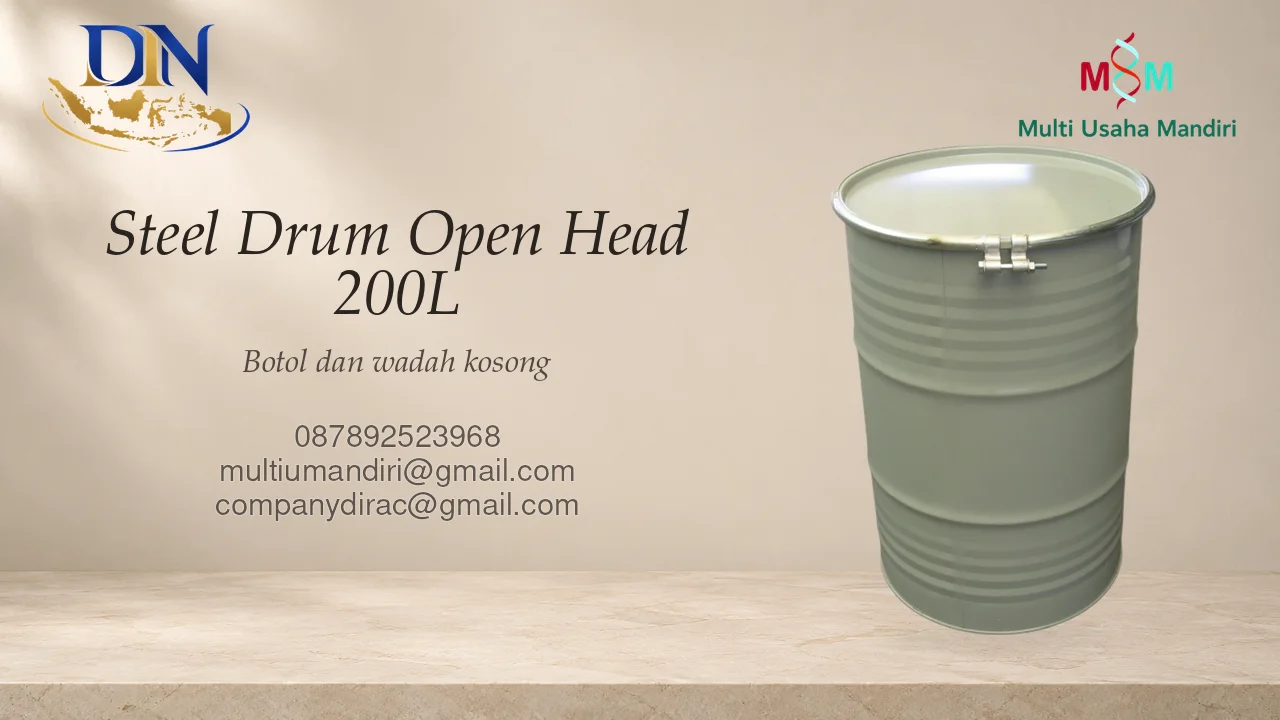 DN
M M
Multi Usaha Mandiri
Steel Drum Open Head
200L
Botol dan wadah kosong
087892523968
multiumandiri@gmail.com
companydirac@gmail.com